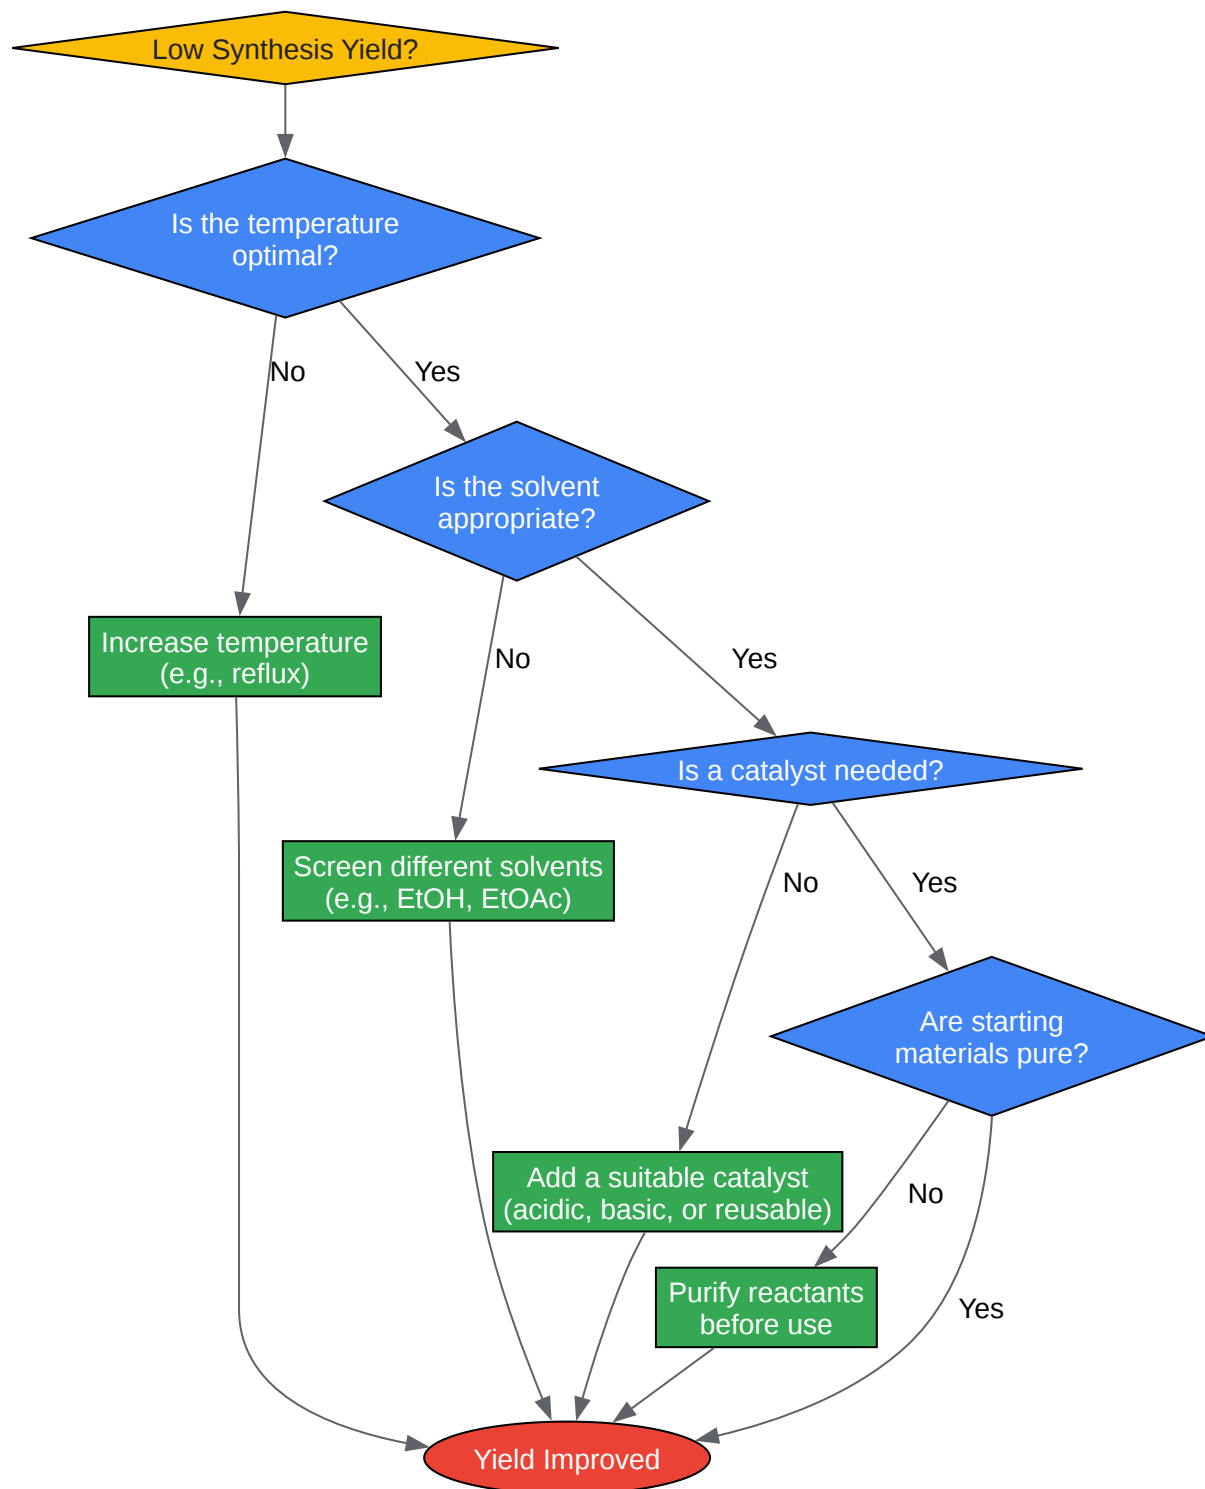 Low Synthesis Yield?
Is the temperature
optimal?
No
Yes
Is the solvent
appropriate?
Increase temperature
(e.g., reflux)
No
Yes
Is a catalyst needed?
Screen different solvents
(e.g., EtOH, EtOAc)
No
Yes
Are starting
materials pure?
Add a suitable catalyst
(acidic, basic, or reusable)
No
Purify reactants
before use
Yes
Yield Improved